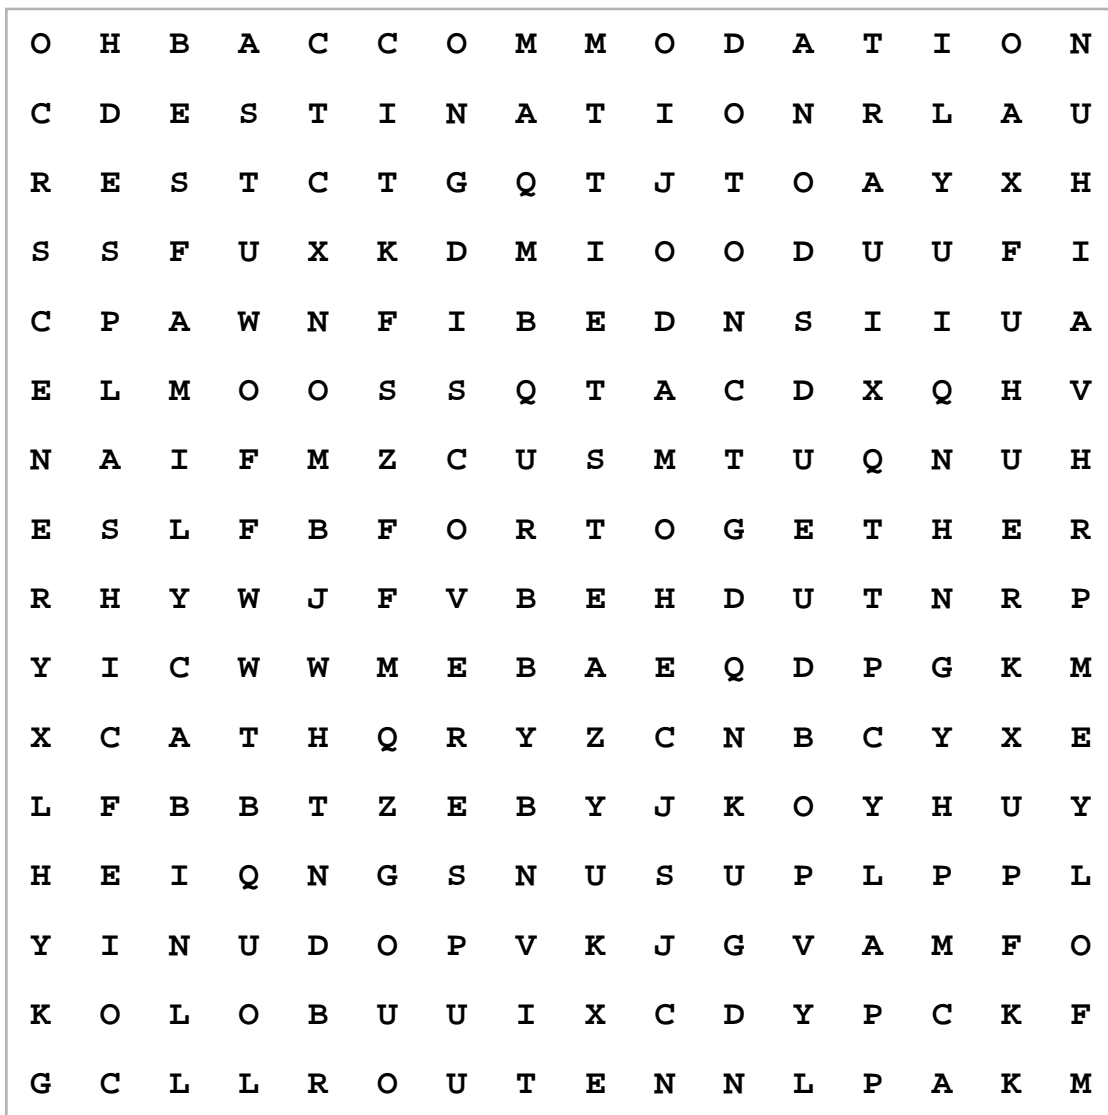 O H B A C C O M M O D A T I O N
C D E S T I N A T I O N R L A U
R E S T C T G Q T J T O A Y X H
S S F U X K D M I O O D U U F I
C P A W N F I B E D N S I I U A
E L M O O S S Q T A C D X Q H V
N A I F M Z C U S M T U Q N U H
E S L F B F O R T O G E T H E R
R H Y W J F V B E H D U T N R P
Y I C W W M E B A E Q D P G K M
X C A T H Q R Y Z C N B C Y X E
L F B B T Z E B Y J K O Y H U Y
H E I Q N G S N U S U P L P P L
Y I N U D O P V K J G V A M F O
K O L O B U U I X C D Y P C K F
G C L L R O U T E N N L P A K M